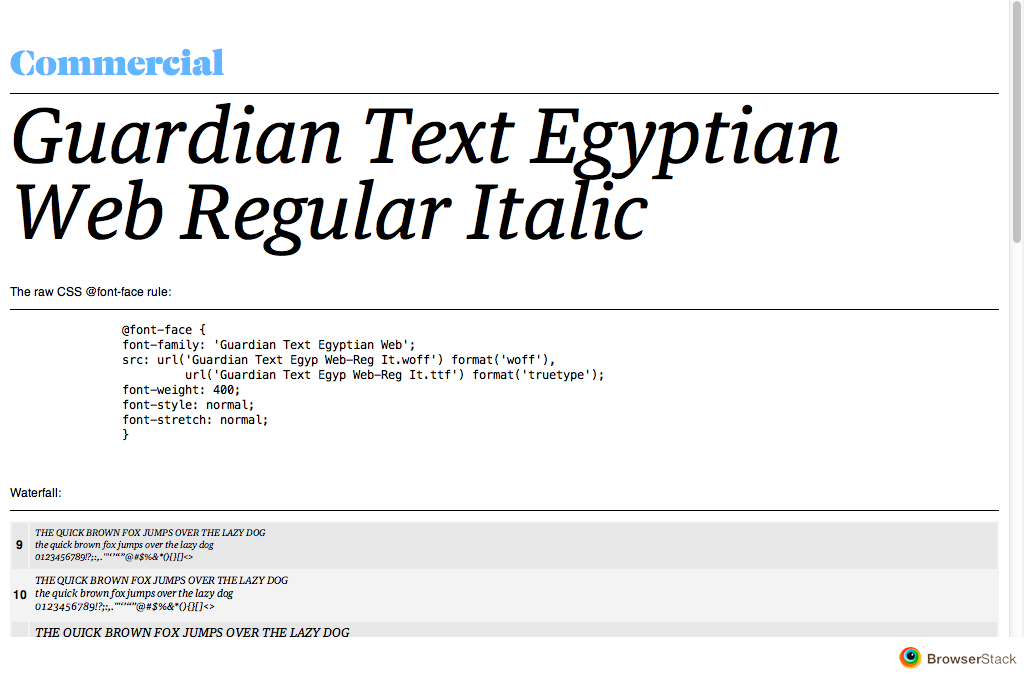 Commercial
Guardian Text Egyptian
Web Regular Italic
The raw CSS @font-face rule:
@font-face {
font-family: 'Guardian Text Egyptian Web';
src: url('Guardian Text Egyp Web-Reg It.woff') format('woff'),
url('Guardian Text Egyp Web-Reg It.ttf') format('truetype');
font-weight: 400;
font-style: normal;
font-stretch: normal;
}
Waterfall:
THE QUICK BROWN FOX JUMPS OVER THE LAZY DOG
9 the quick brown fox jumps over the lazy dog
0123456789!?;:,."'‘’“”@#$%&*(){}[]<>
THE QUICK BROWN FOX JUMPS OVER THE LAZY DOG
10 the quick brown fox jumps over the lazy dog
0123456789!?;:,."'‘’“”@#$%&*(){}[]<>
THE QUICK BROWN FOX JUMPS OVER THE LAZY DOG
BrowserStack